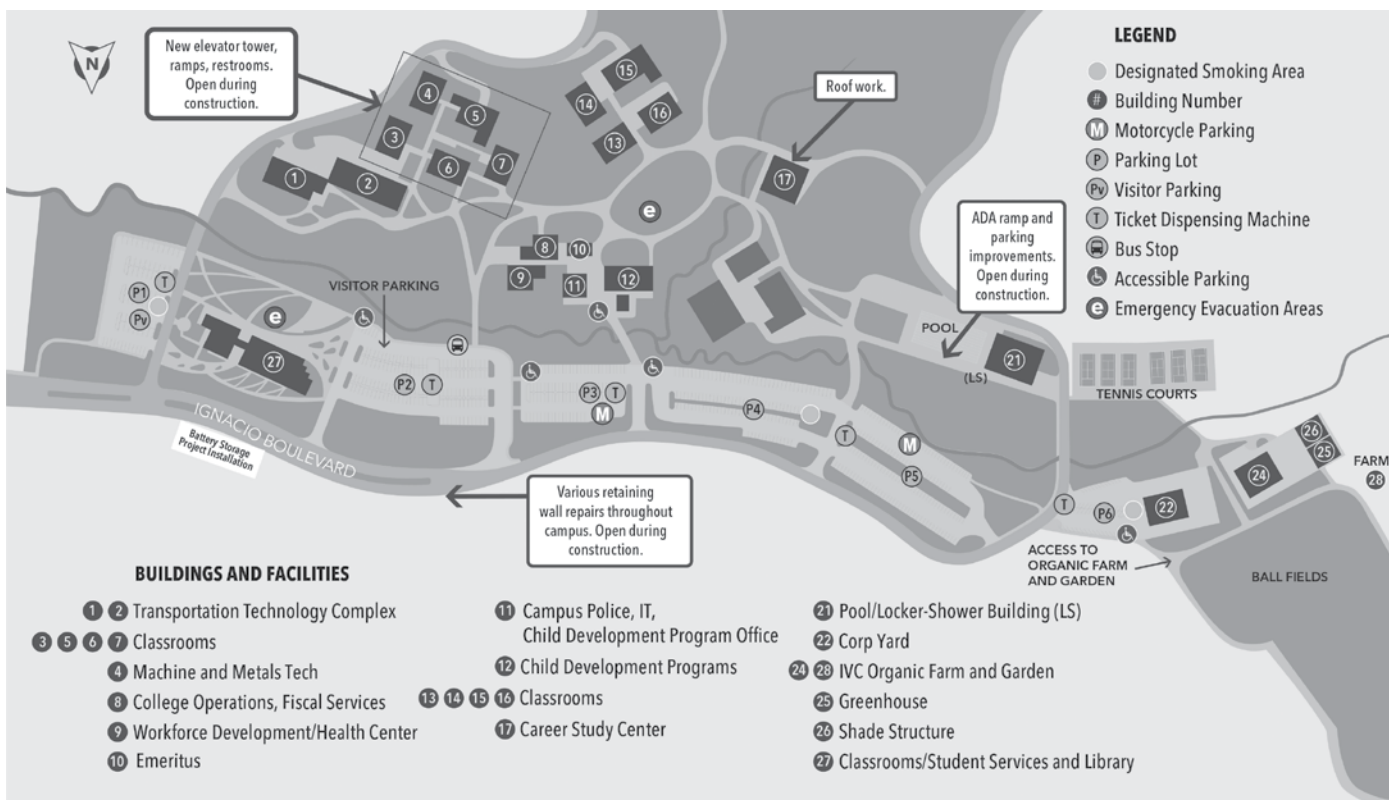 N
New elevator tower,
ramps, restrooms.
Open during
construction.
Roof work.
ADA ramp and
parking
improvements.
Open during
construction.
LEGEND
Designated Smoking Area
# Building Number
M Motorcycle Parking
P Parking Lot
Pv Visitor Parking
T Ticket Dispensing Machine
Bus Stop
Accessible Parking
e Emergency Evacuation Areas
15
4
14
5
16
3
13
6
7
17
1
2
e
8
10
9
11
12
VISITOR PARKING
P1
T
Pv
e
27
P2
T
P3
T
M
P4
T
M
P5
POOL
(LS)
21
TENNIS COURTS
26
25
24
FARM
28
T
P6
22
ACCESS TO
ORGANIC FARM
AND GARDEN
BALL FIELDS
IGNACIO BOULEVARD
Battery Storage
Project Installation
Various retaining
wall repairs throughout
campus. Open during
construction.
BUILDINGS AND FACILITIES
1 2 Transportation Technology Complex
3 5 6 7 Classrooms
4 Machine and Metals Tech
8 College Operations, Fiscal Services
9 Workforce Development/Health Center
10 Emeritus
11 Campus Police, IT,
Child Development Program Office
12 Child Development Programs
13 14 15 16 Classrooms
17 Career Study Center
21 Pool/Locker-Shower Building (LS)
22 Corp Yard
24 28 IVC Organic Farm and Garden
25 Greenhouse
26 Shade Structure
27 Classrooms/Student Services and Library